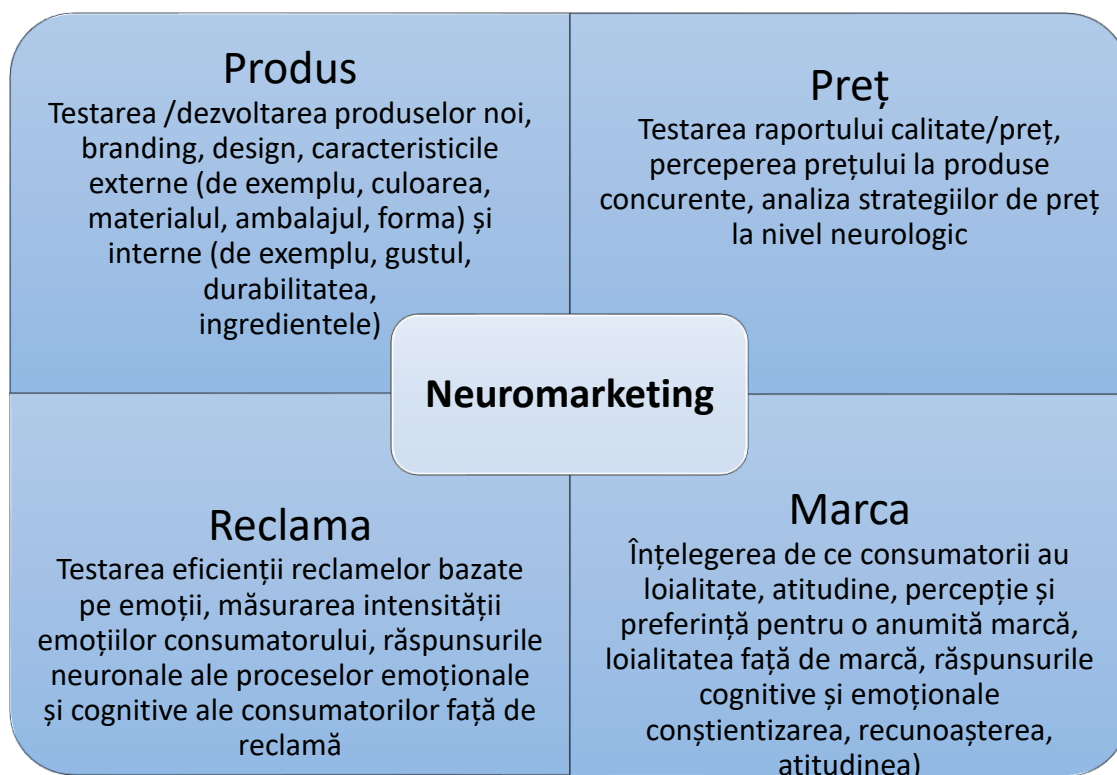 Produs
Testarea /dezvoltarea produselor noi,
branding, design, caracteristicile
externe (de exemplu, culoarea,
materialul, ambalajul, forma) și
interne (de exemplu, gustul,
durabilitatea,
ingredientele)
Preț
Testarea raportului calitate/preț,
perceperea prețului la produse
concurente, analiza strategiilor de preț
la nivel neurologic
Neuromarketing
Reclama
Testarea eficienții reclamelor bazate
pe emoții, măsurarea intensității
emoțiilor consumatorului, răspunsurile
neuronale ale proceselor emoționale
și cognitive ale consumatorilor față de
reclamă
Marca
Înțelegerea de ce consumatorii au
loialitate, atitudine, percepție și
preferință pentru o anumită marcă,
loialitatea față de marcă, răspunsurile
cognitive și emoționale
conștientizarea, recunoașterea,
atitudinea)